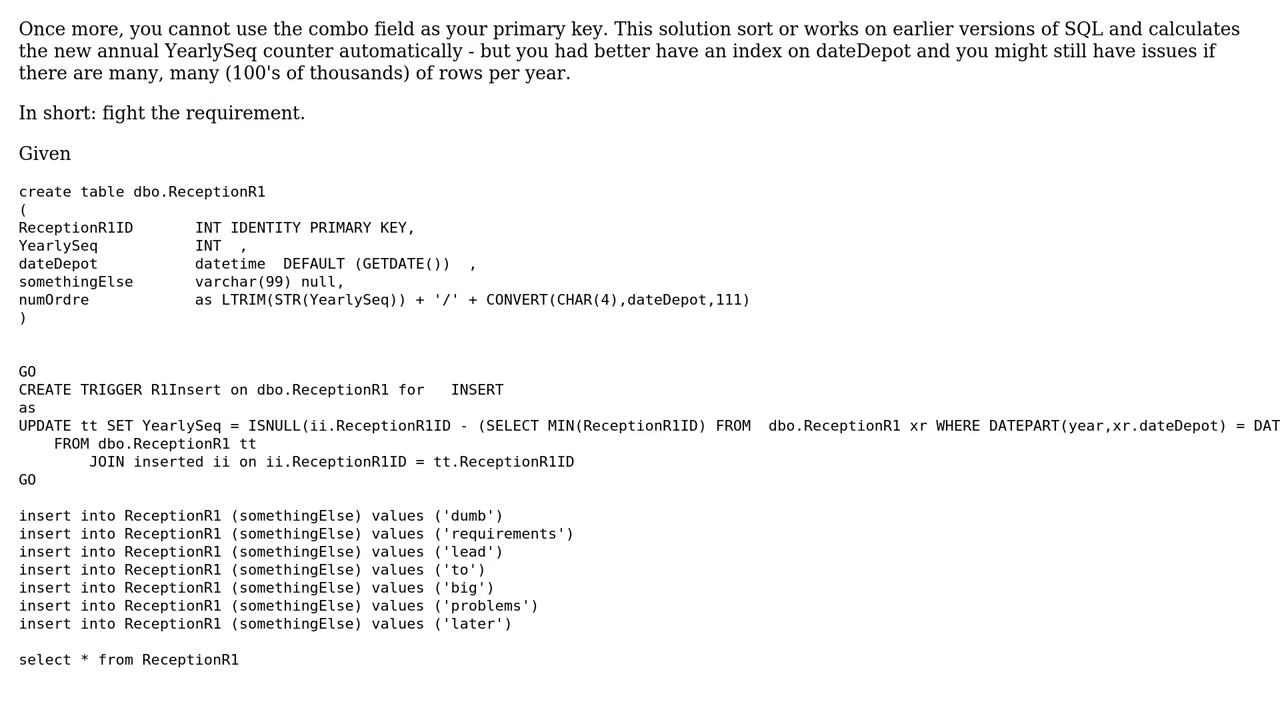 Once more, you cannot use the combo field as your primary key. This solution sort or works on earlier versions of SQL and calculates
the new annual YearlySeq counter automatically - but you had better have an index on dateDepot and you might still have issues if
there are many, many (100's of thousands) of rows per year.
In short: fight the requirement.
Given
create table dbo.ReceptionR1
(
ReceptionR1ID       INT IDENTITY PRIMARY KEY,
YearlySeq           INT  ,
dateDepot           datetime  DEFAULT (GETDATE())  ,
somethingElse       varchar(99) null,
numOrdre            as LTRIM(STR(YearlySeq)) + '/' + CONVERT(CHAR(4),dateDepot,111)
)
GO
CREATE TRIGGER R1Insert on dbo.ReceptionR1 for   INSERT
as
UPDATE tt SET YearlySeq = ISNULL(ii.ReceptionR1ID - (SELECT MIN(ReceptionR1ID) FROM  dbo.ReceptionR1 xr WHERE DATEPART(year,xr.dateDepot) = DAT
    FROM dbo.ReceptionR1 tt
        JOIN inserted ii on ii.ReceptionR1ID = tt.ReceptionR1ID
GO
insert into ReceptionR1 (somethingElse) values ('dumb')
insert into ReceptionR1 (somethingElse) values ('requirements')
insert into ReceptionR1 (somethingElse) values ('lead')
insert into ReceptionR1 (somethingElse) values ('to')
insert into ReceptionR1 (somethingElse) values ('big')
insert into ReceptionR1 (somethingElse) values ('problems')
insert into ReceptionR1 (somethingElse) values ('later')
select * from ReceptionR1